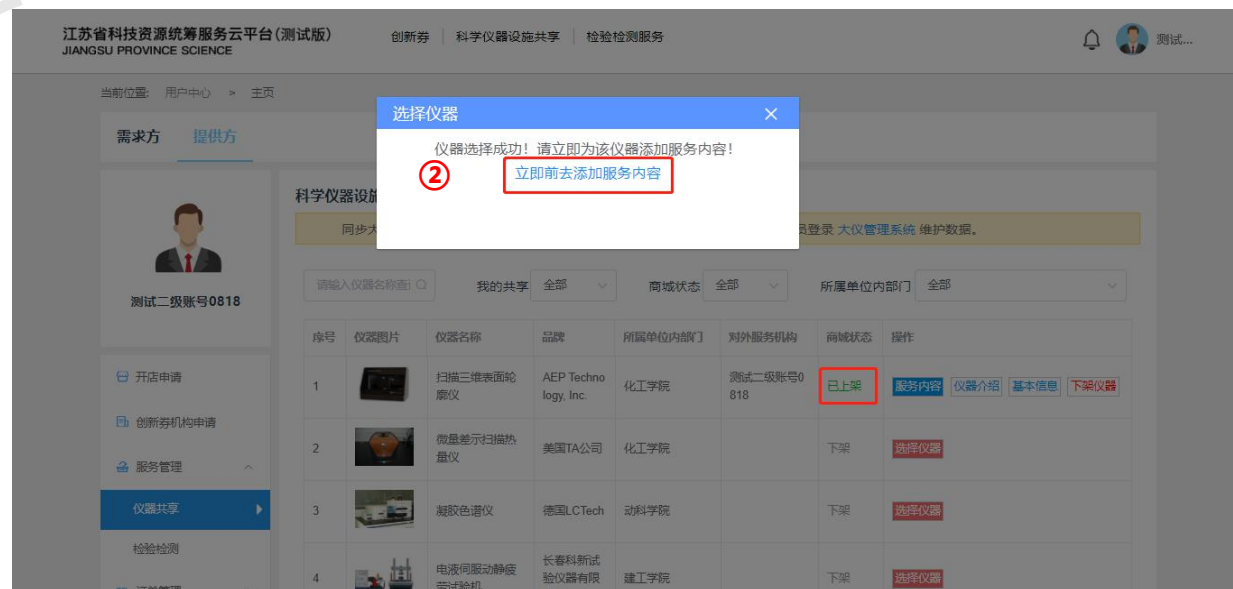 江苏省科技资源统筹服务云平台(测试版)
JIANGSU PROVINCE SCIENCE
创新券 科学仪器设施共享 检验检测服务
测试...
当前位置: 用户中心 » 主页
需求方 提供方
选择仪器
仪器选择成功！请立即为该仪器添加服务内容！
② 立即前去添加服务内容
测试二级账号0818
科学仪器设施
同步大 员登录 大仪管理系统 维护数据。
请输入仪器名称查 我的共享 全部 商城状态 全部 所属单位内部门 全部
序号 仪器图片 仪器名称 品牌 所属单位内部门 对外服务机构 商城状态 操作
1 扫描三维表面轮廓仪 AEP Technology, Inc. 化工学院 测试二级账号0818 已上架 服务内容 仪器介绍 基本信息 下架仪器
2 微量差示扫描热量仪 美国TA公司 化工学院 下架 选择仪器
3 凝胶色谱仪 德国LCTech 动科学院 下架 选择仪器
4 电液伺服动静疲劳试验机 长春科新试验仪器有限 建工学院 下架 选择仪器
开店申请
创新券机构申请
服务管理
仪器共享
检验检测